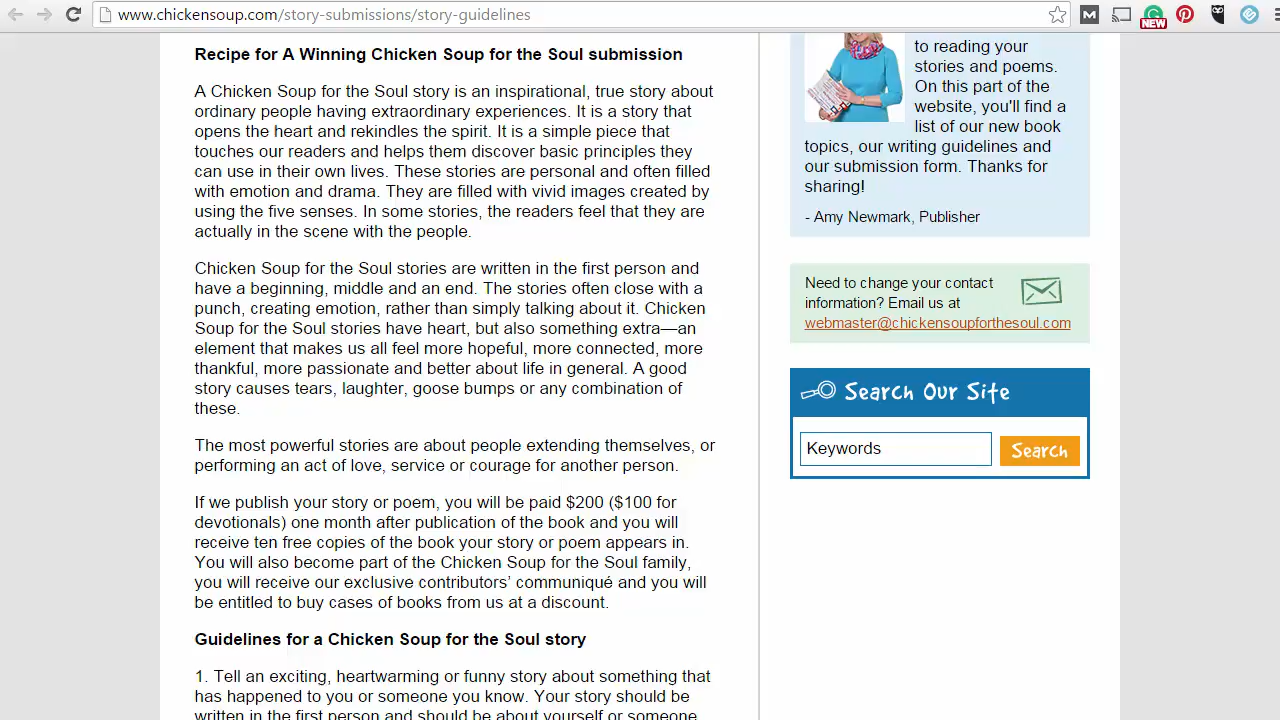 www.chickensoup.com/story-submissions/story-guidelines
NEW
Recipe for A Winning Chicken Soup for the Soul submission
A Chicken Soup for the Soul story is an inspirational, true story about
ordinary people having extraordinary experiences. It is a story that
opens the heart and rekindles the spirit. It is a simple piece that
touches our readers and helps them discover basic principles they
can use in their own lives. These stories are personal and often filled
with emotion and drama. They are filled with vivid images created by
using the five senses. In some stories, the readers feel that they are
actually in the scene with the people.
Chicken Soup for the Soul stories are written in the first person and
have a beginning, middle and an end. The stories often close with a
punch, creating emotion, rather than simply talking about it. Chicken
Soup for the Soul stories have heart, but also something extra—an
element that makes us all feel more hopeful, more connected, more
thankful, more passionate and better about life in general. A good
story causes tears, laughter, goose bumps or any combination of
these.
The most powerful stories are about people extending themselves, or
performing an act of love, service or courage for another person.
If we publish your story or poem, you will be paid $200 ($100 for
devotionals) one month after publication of the book and you will
receive ten free copies of the book your story or poem appears in.
You will also become part of the Chicken Soup for the Soul family,
you will receive our exclusive contributors’ communiqué and you will
be entitled to buy cases of books from us at a discount.
Guidelines for a Chicken Soup for the Soul story
1. Tell an exciting, heartwarming or funny story about something that
has happened to you or someone you know. Your story should be
written in the first person and should be about yourself or someone
to reading your
stories and poems.
On this part of the
website, you'll find a
list of our new book
topics, our writing guidelines and
our submission form. Thanks for
sharing!
- Amy Newmark, Publisher
Need to change your contact
information? Email us at
webmaster@chickensoupforthesoul.com
Search Our Site
Keywords
Search